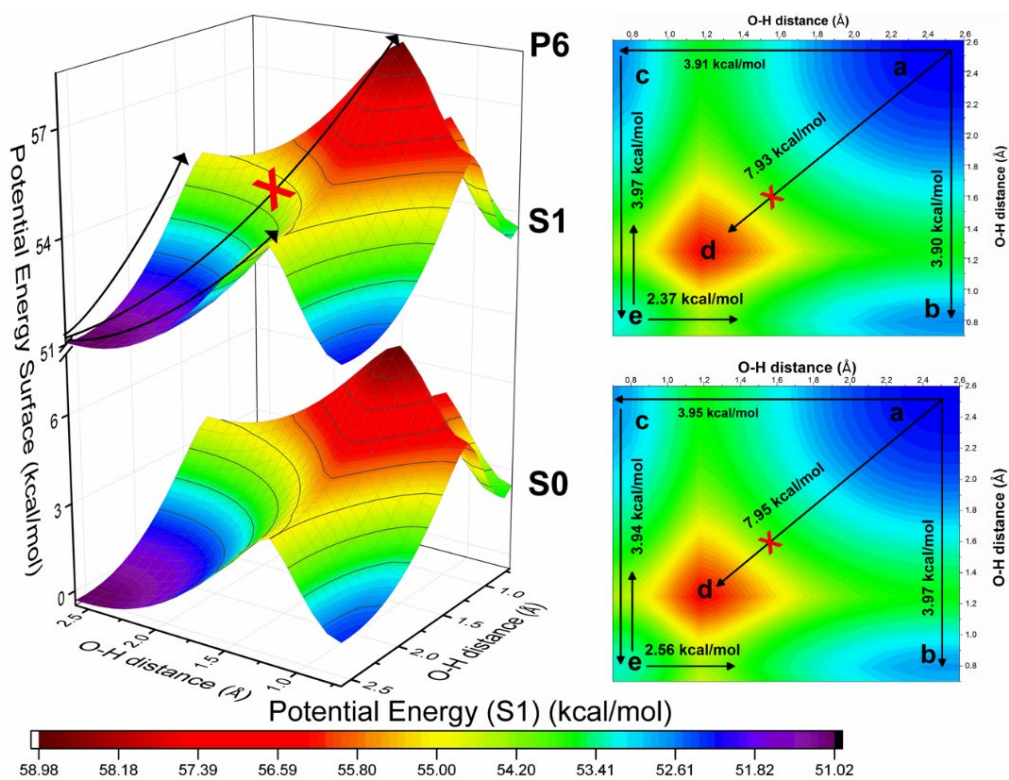 P6
S1
S0
Potential Energy Surface (kcal/mol)
57
54
51
6
3
0
2.5
2.0
1.5
1.0
O-H distance (Å)
1.0
1.5
2.0
2.5
O-H distance (Å)
O-H distance (Å)
0,8 1,0 1,2 1,4 1,6 1,8 2,0 2,2 2,4 2,6
3.91 kcal/mol
c
a
3.97 kcal/mol
7.93 kcal/mol
3.90 kcal/mol
d
2.37 kcal/mol
e
b
2.6
2.4
2.2
2.0
1.8
1.6
1.4
1.2
1.0
0.8
O-H distance (Å)
O-H distance (Å)
0,8 1,0 1,2 1,4 1,6 1,8 2,0 2,2 2,4 2,6
3.95 kcal/mol
c
a
3.94 kcal/mol
7.95 kcal/mol
3.97 kcal/mol
d
2.56 kcal/mol
e
b
2.6
2.4
2.2
2.0
1.8
1.6
1.4
1.2
1.0
0.8
O-H distance (Å)
Potential Energy (S1) (kcal/mol)
58.98 58.18 57.39 56.59 55.80 55.00 54.20 53.41 52.61 51.82 51.02